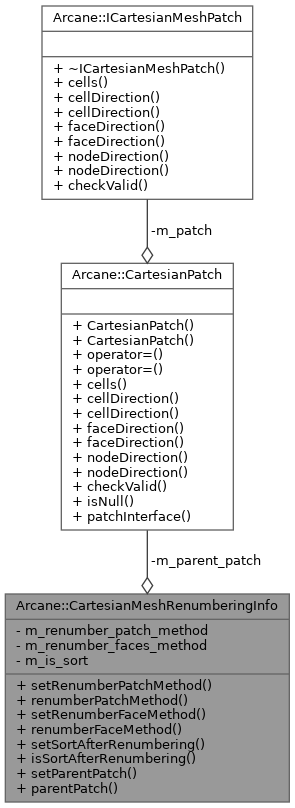 Arcane::ICartesianMeshPatch
+ ~ICartesianMeshPatch()
+ cells()
+ cellDirection()
+ cellDirection()
+ faceDirection()
+ faceDirection()
+ nodeDirection()
+ nodeDirection()
+ checkValid()
-m_patch
Arcane::CartesianPatch
+ CartesianPatch()
+ CartesianPatch()
+ operator=()
+ operator=()
+ cells()
+ cellDirection()
+ cellDirection()
+ faceDirection()
+ faceDirection()
+ nodeDirection()
+ nodeDirection()
+ checkValid()
+ isNull()
+ patchInterface()
-m_parent_patch
Arcane::CartesianMeshRenumberingInfo
- m_renumber_patch_method
- m_renumber_faces_method
- m_is_sort
+ setRenumberPatchMethod()
+ renumberPatchMethod()
+ setRenumberFaceMethod()
+ renumberFaceMethod()
+ setSortAfterRenumbering()
+ isSortAfterRenumbering()
+ setParentPatch()
+ parentPatch()